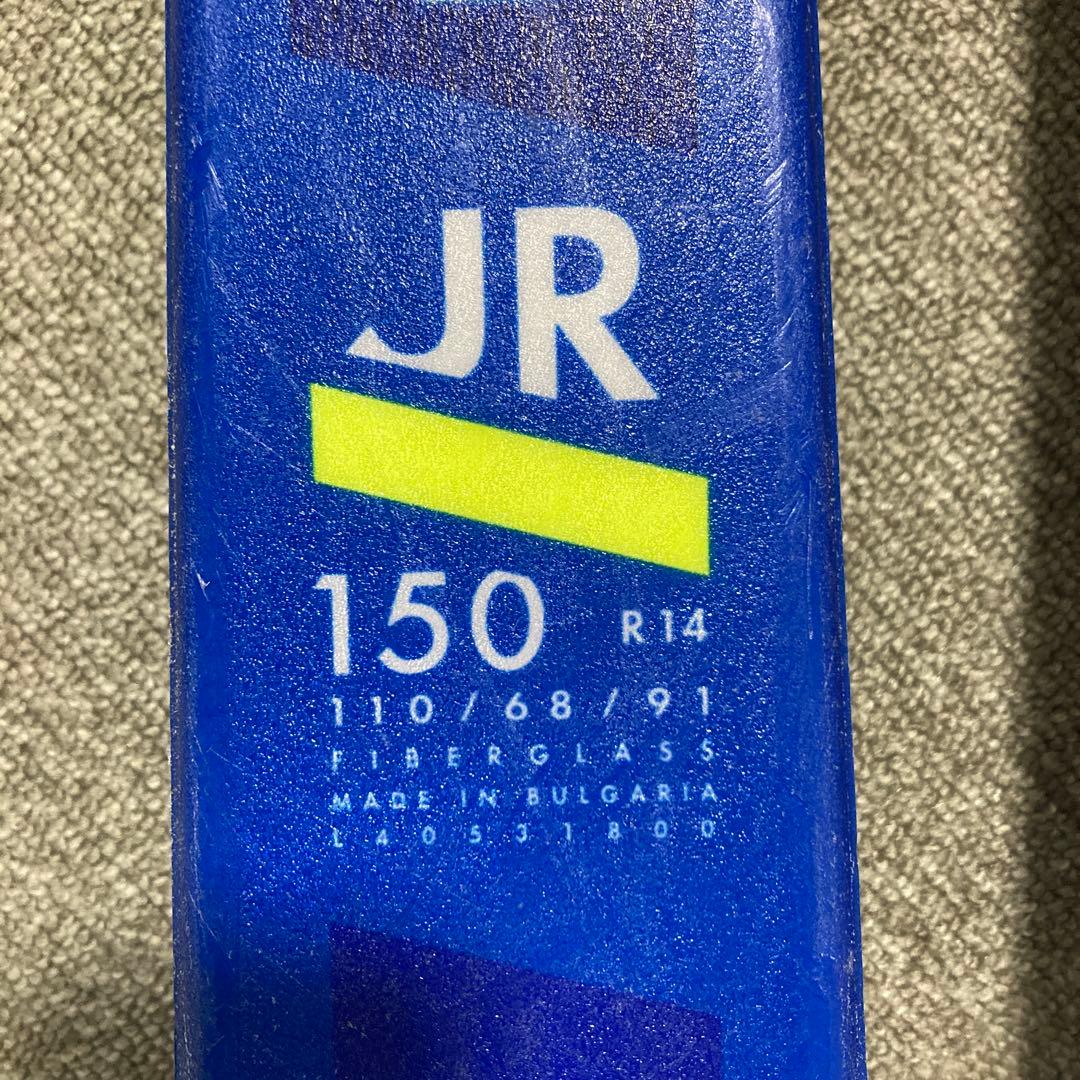 JR
150 R14
110/68/91
FIBERGLASS
MADE IN BULGARIA
L40531800